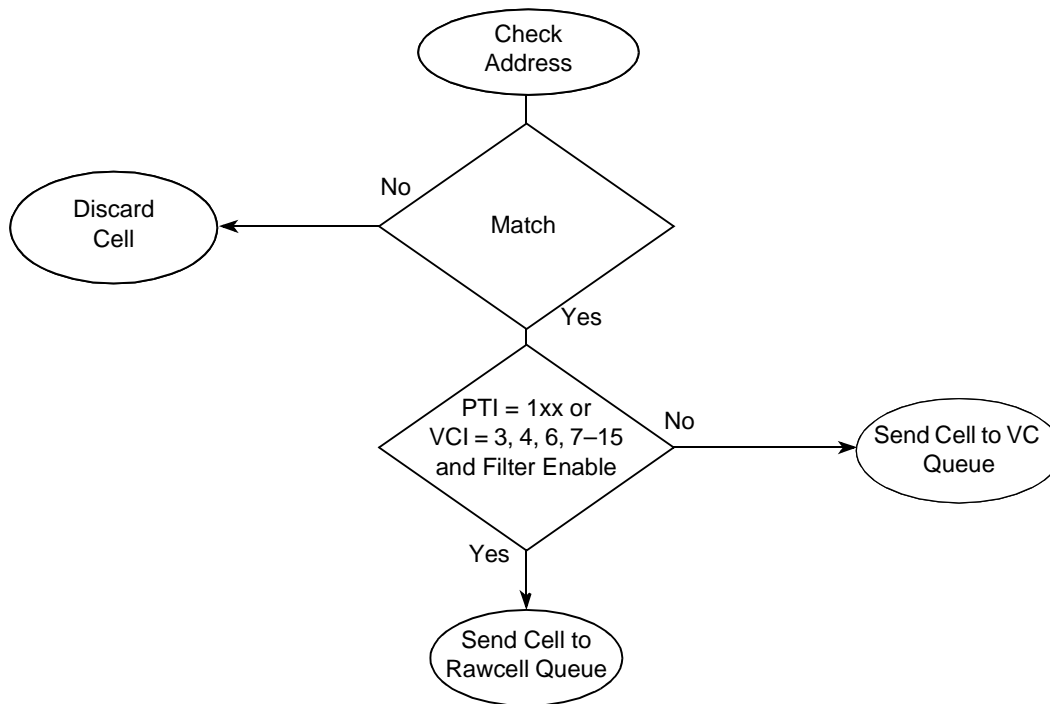 Check
Address
No
Discard
Cell
Match
Yes
PTI = 1xx or
VCI = 3, 4, 6, 7–15
and Filter Enable
No
Send Cell to VC
Queue
Yes
Send Cell to
Rawcell Queue